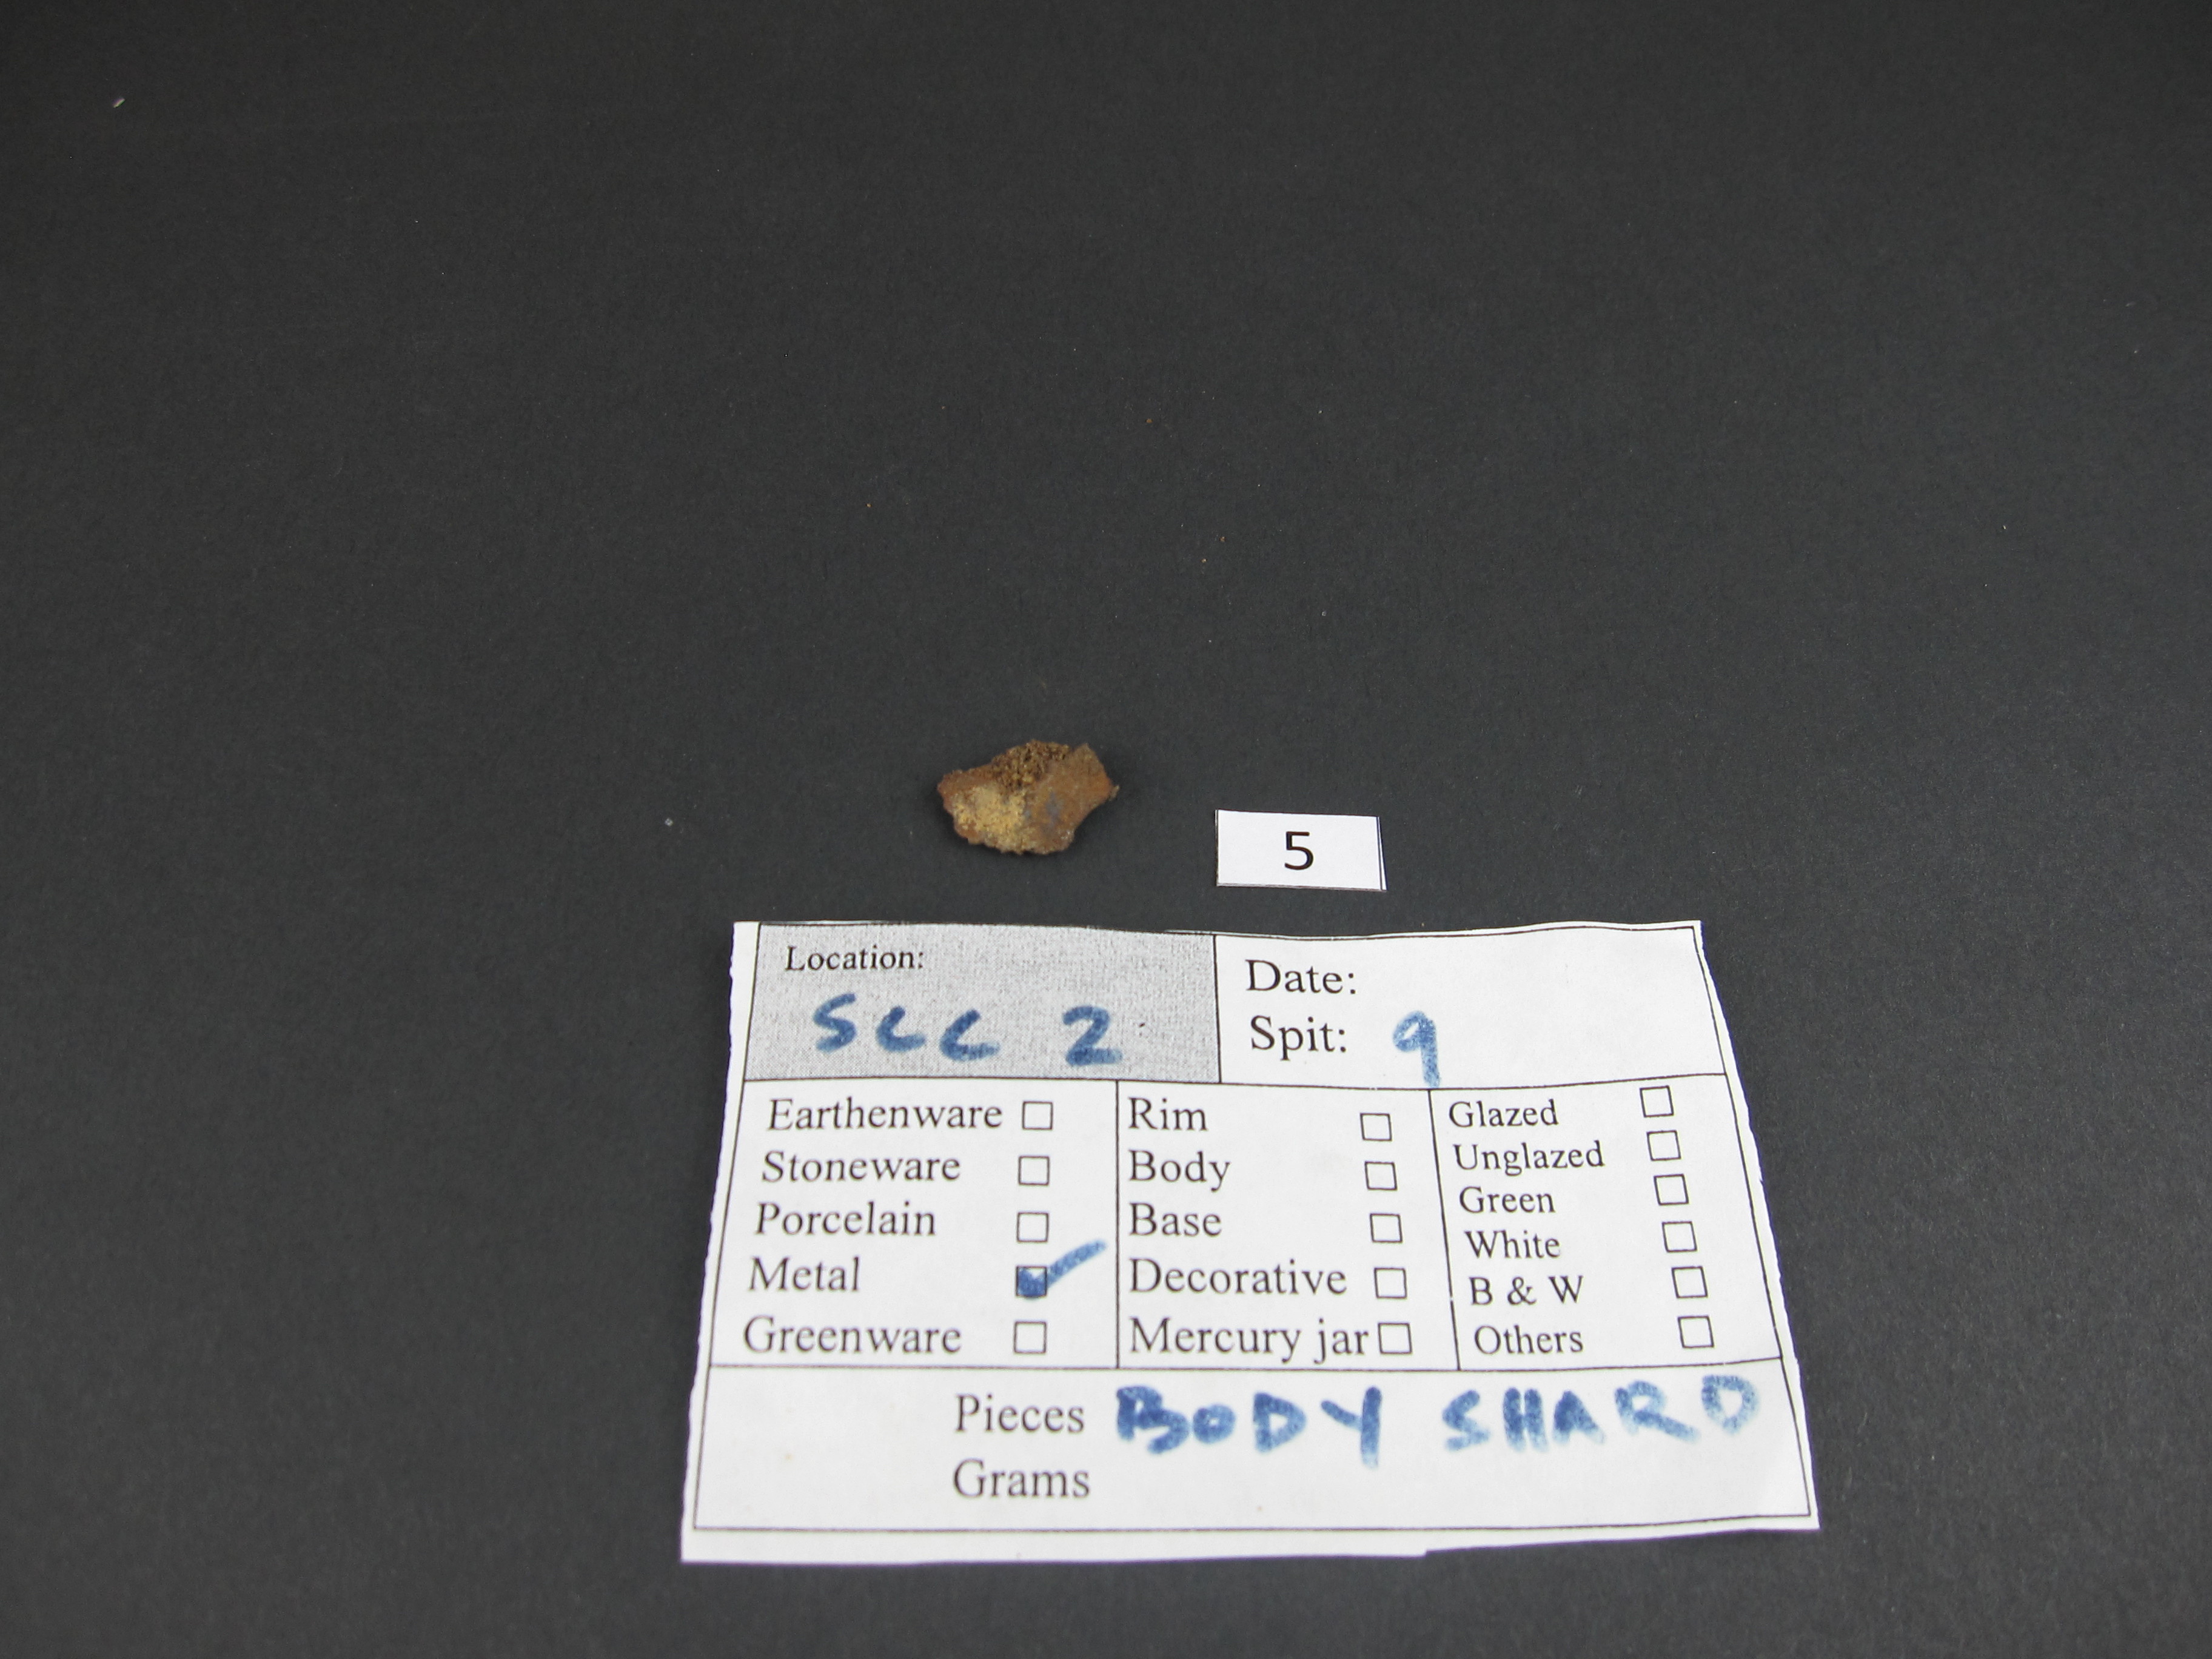 5
Location:
SCC 2
Date:
Spit: 9
Earthenware
Stoneware
Porcelain
Metal
Greenware
Rim
Body
Base
Decorative
Mercury jar
Glazed
Unglazed
Green
White
B & W
Others
Pieces BODY SHARD
Grams